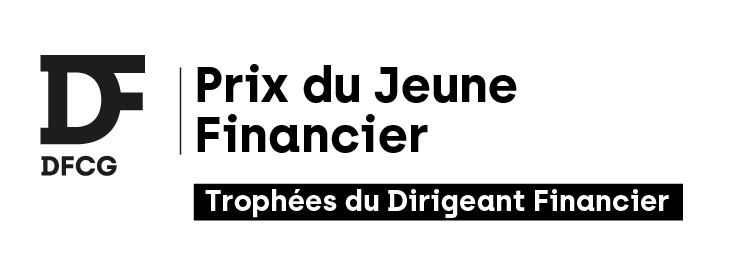 DF
DFCG
Prix du Jeune
Financier
Trophées du Dirigeant Financier